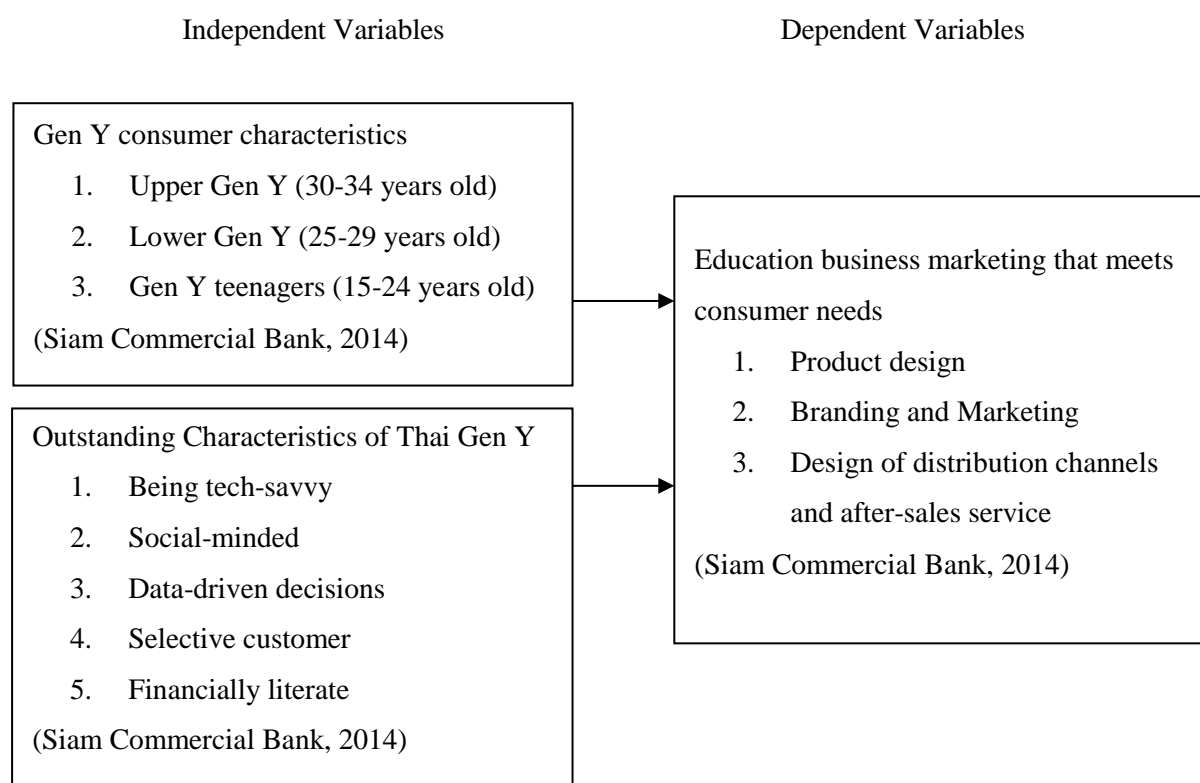 Independent Variables
Dependent Variables
Gen Y consumer characteristics
1. Upper Gen Y (30-34 years old)
2. Lower Gen Y (25-29 years old)
3. Gen Y teenagers (15-24 years old)
(Siam Commercial Bank, 2014)
Outstanding Characteristics of Thai Gen Y
1. Being tech-savvy
2. Social-minded
3. Data-driven decisions
4. Selective customer
5. Financially literate
(Siam Commercial Bank, 2014)
Education business marketing that meets
consumer needs
1. Product design
2. Branding and Marketing
3. Design of distribution channels
and after-sales service
(Siam Commercial Bank, 2014)